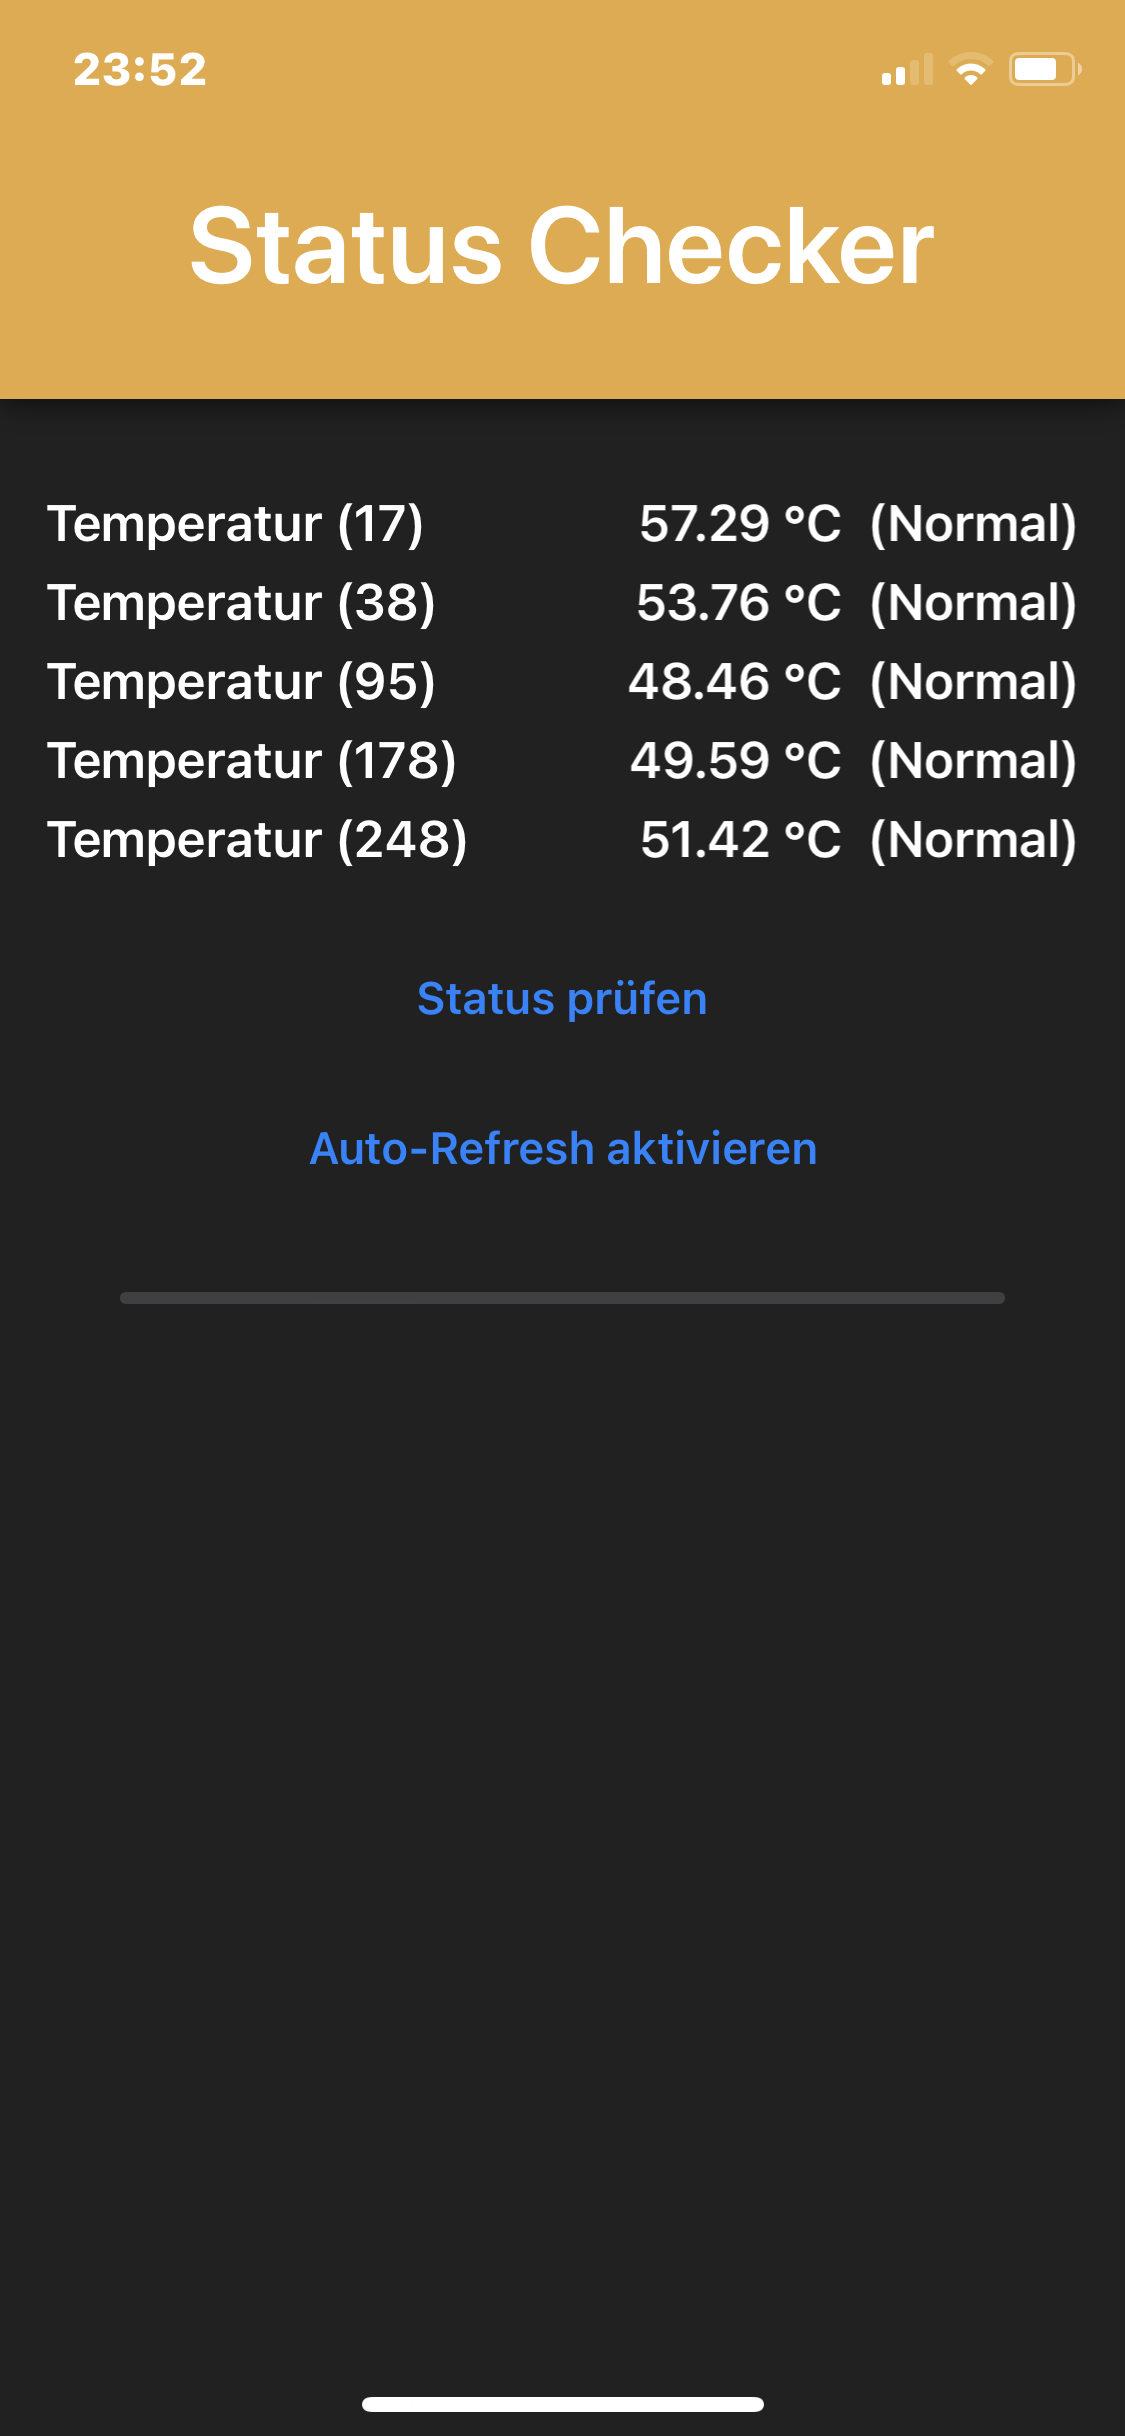 23:52
Status Checker
Temperatur (17) 57.29 °C (Normal)
Temperatur (38) 53.76 °C (Normal)
Temperatur (95) 48.46 °C (Normal)
Temperatur (178) 49.59 °C (Normal)
Temperatur (248) 51.42 °C (Normal)
Status prüfen
Auto-Refresh aktivieren